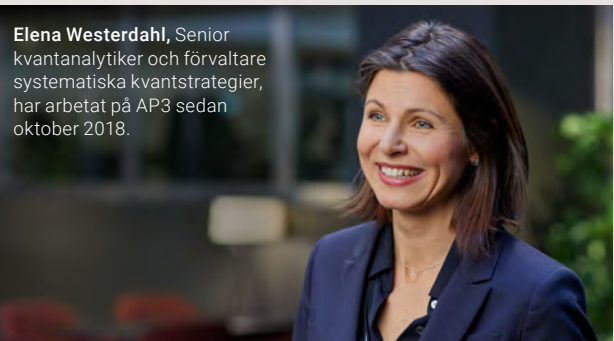 Elena Westerdahl, Senior
kvantanalytiker och förvaltare
systematiska kvantstrategier,
har arbetat på AP3 sedan
oktober 2018.